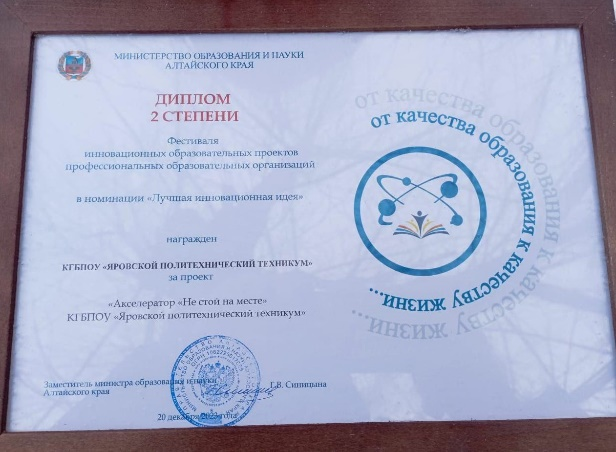 МИНИСТЕРСТВО ОБРАЗОВАНИЯ И НАУКИ
АЛТАЙСКОГО КРАЯ
ДИПЛОМ
2 СТЕПЕНИ
Фестиваля
инновационных образовательных проектов
профессиональных образовательных организаций
в номинации «Лучшая инновационная идея»
награжден
КГБПОУ «ЯРОВСКОЙ ПОЛИТЕХНИЧЕСКИЙ ТЕХНИКУМ»
за проект
«Акселератор «Не стой на месте»
КГБПОУ «Яровской политехнический техникум»
Заместитель министра образования и науки
Алтайского края
Г.В. Синицына
20 декабря года
от качества образования к качеству жизни...
от качества образования к качеству жизни...